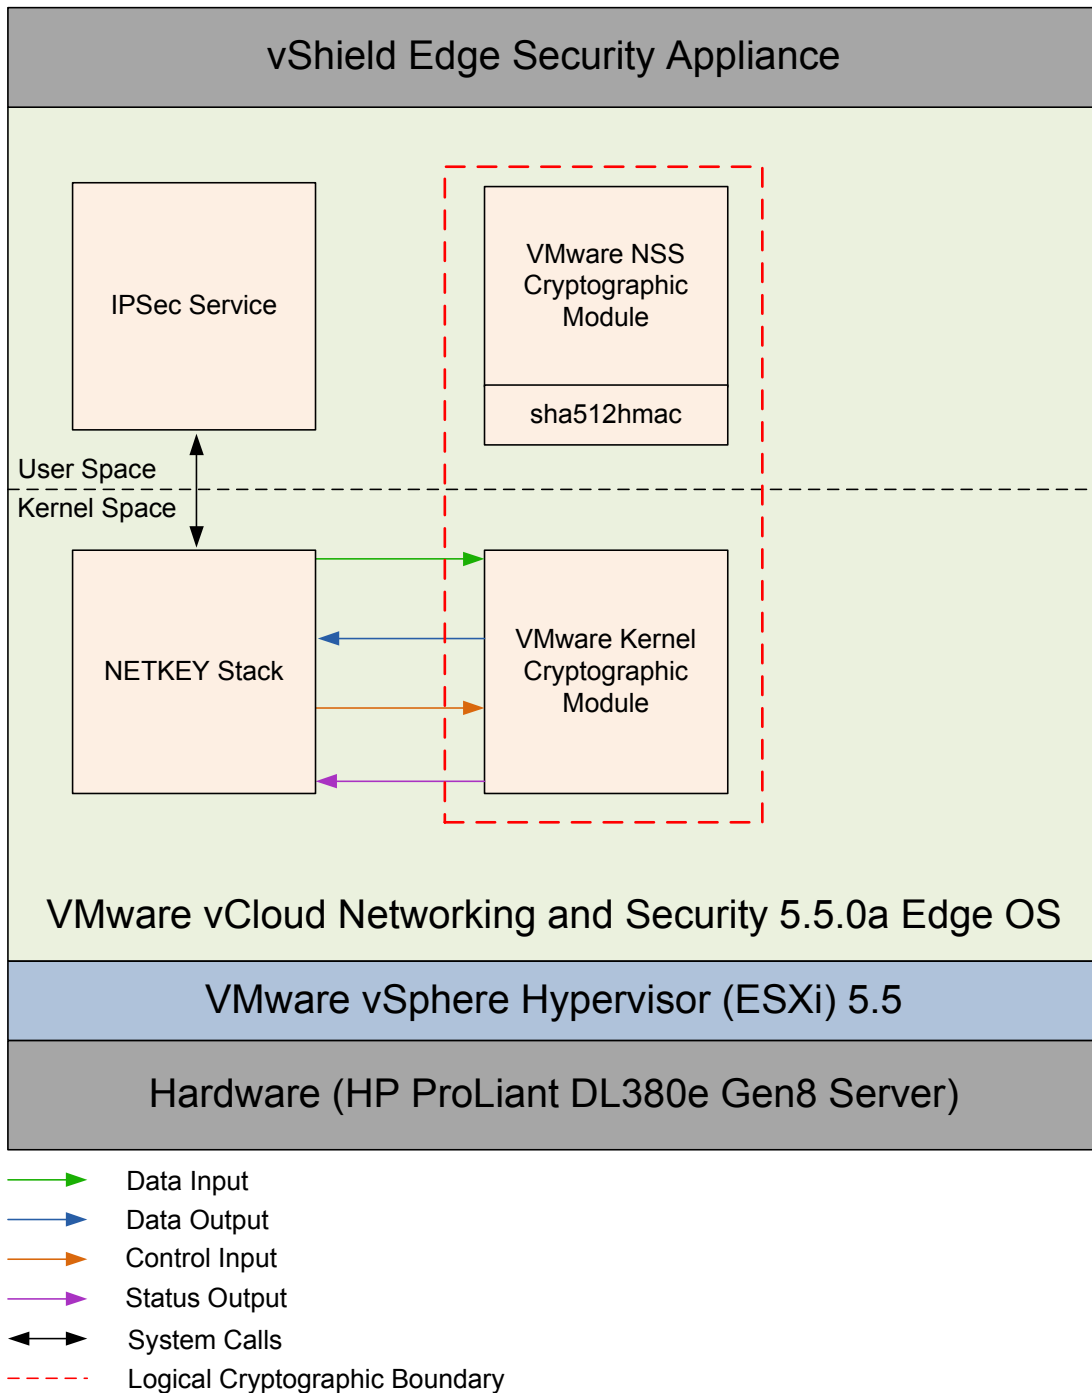 vShield Edge Security Appliance
IPSec Service
VMware NSS
Cryptographic
Module
sha512hmac
User Space
Kernel Space
NETKEY Stack
VMware Kernel
Cryptographic
Module
VMware vCloud Networking and Security 5.5.0a Edge OS
VMware vSphere Hypervisor (ESXi) 5.5
Hardware (HP ProLiant DL380e Gen8 Server)
Data Input
Data Output
Control Input
Status Output
System Calls
Logical Cryptographic Boundary